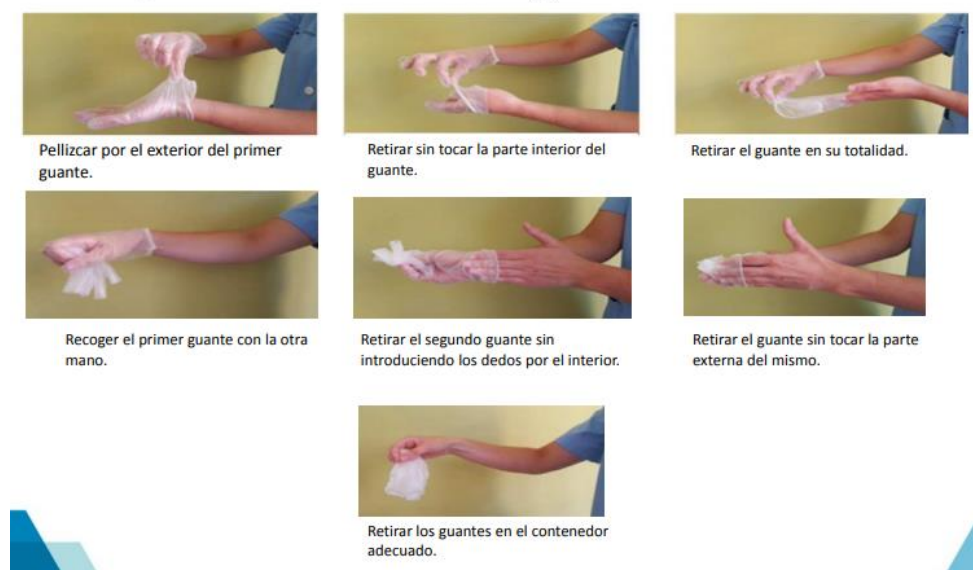 Pellizcar por el exterior del primer
guante.
Retirar sin tocar la parte interior del
guante.
Retirar el guante en su totalidad.
Recoger el primer guante con la otra
mano.
Retirar el segundo guante sin
introduciendo los dedos por el interior.
Retirar el guante sin tocar la parte
externa del mismo.
Retirar los guantes en el contenedor
adecuado.